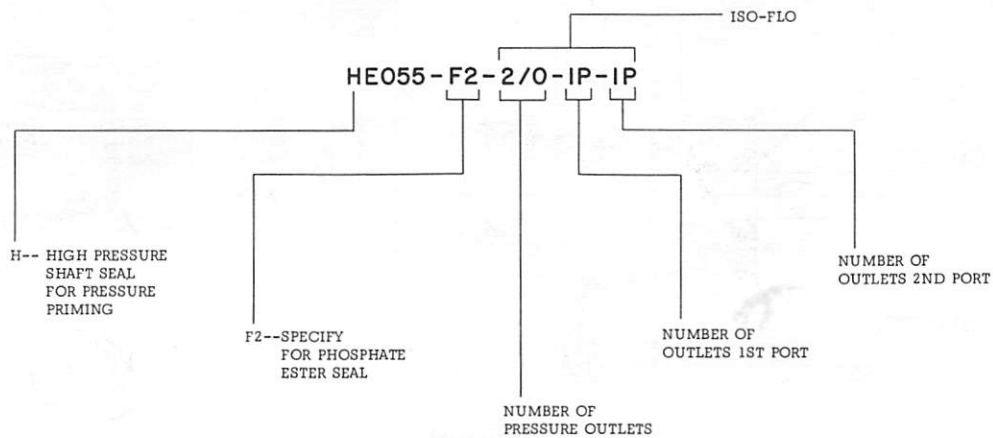 ISO-FLO
HE055-F2-2/0-IP-IP
H-- HIGH PRESSURE
SHAFT SEAL
FOR PRESSURE
PRIMING
F2--SPECIFY
FOR PHOSPHATE
ESTER SEAL
NUMBER OF
PRESSURE OUTLETS
NUMBER OF
OUTLETS 1ST PORT
NUMBER OF
OUTLETS 2ND PORT